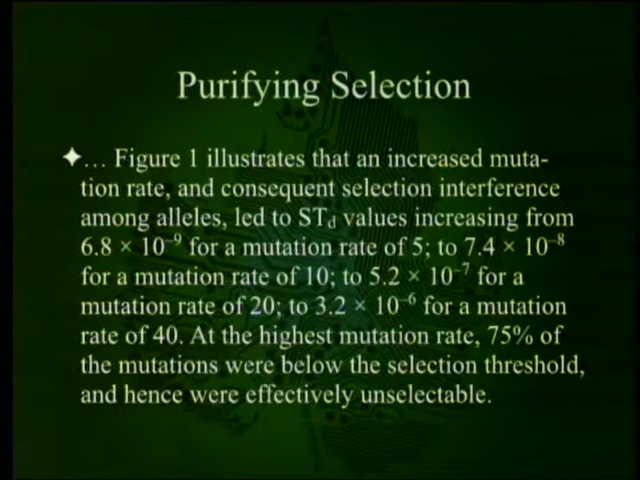 Purifying Selection
✦… Figure 1 illustrates that an increased muta-
tion rate, and consequent selection interference
among alleles, led to STd values increasing from
6.8 × 10⁻⁹ for a mutation rate of 5; to 7.4 × 10⁻⁸
for a mutation rate of 10; to 5.2 × 10⁻⁷ for a
mutation rate of 20; to 3.2 × 10⁻⁶ for a mutation
rate of 40. At the highest mutation rate, 75% of
the mutations were below the selection threshold,
and hence were effectively unselectable.